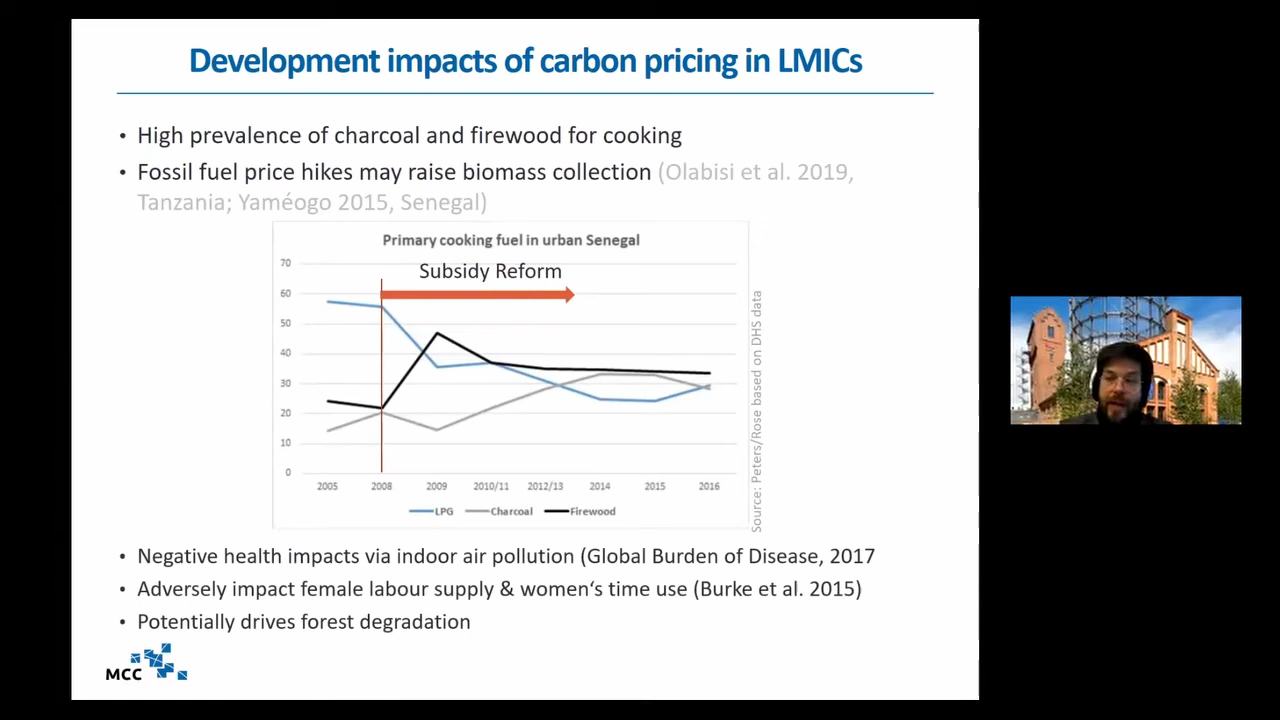 Development impacts of carbon pricing in LMICs
• High prevalence of charcoal and firewood for cooking
• Fossil fuel price hikes may raise biomass collection (Olabisi et al. 2019,
Tanzania; Yaméogo 2015, Senegal)
Primary cooking fuel in urban Senegal
Subsidy Reform
70
60
50
40
30
20
10
0
2005 2008 2009 2010/11 2012/13 2014 2015 2016
LPG Charcoal Firewood
Source: Peters/Rose based on DHS data
• Negative health impacts via indoor air pollution (Global Burden of Disease, 2017
• Adversely impact female labour supply & women‘s time use (Burke et al. 2015)
• Potentially drives forest degradation
MCC